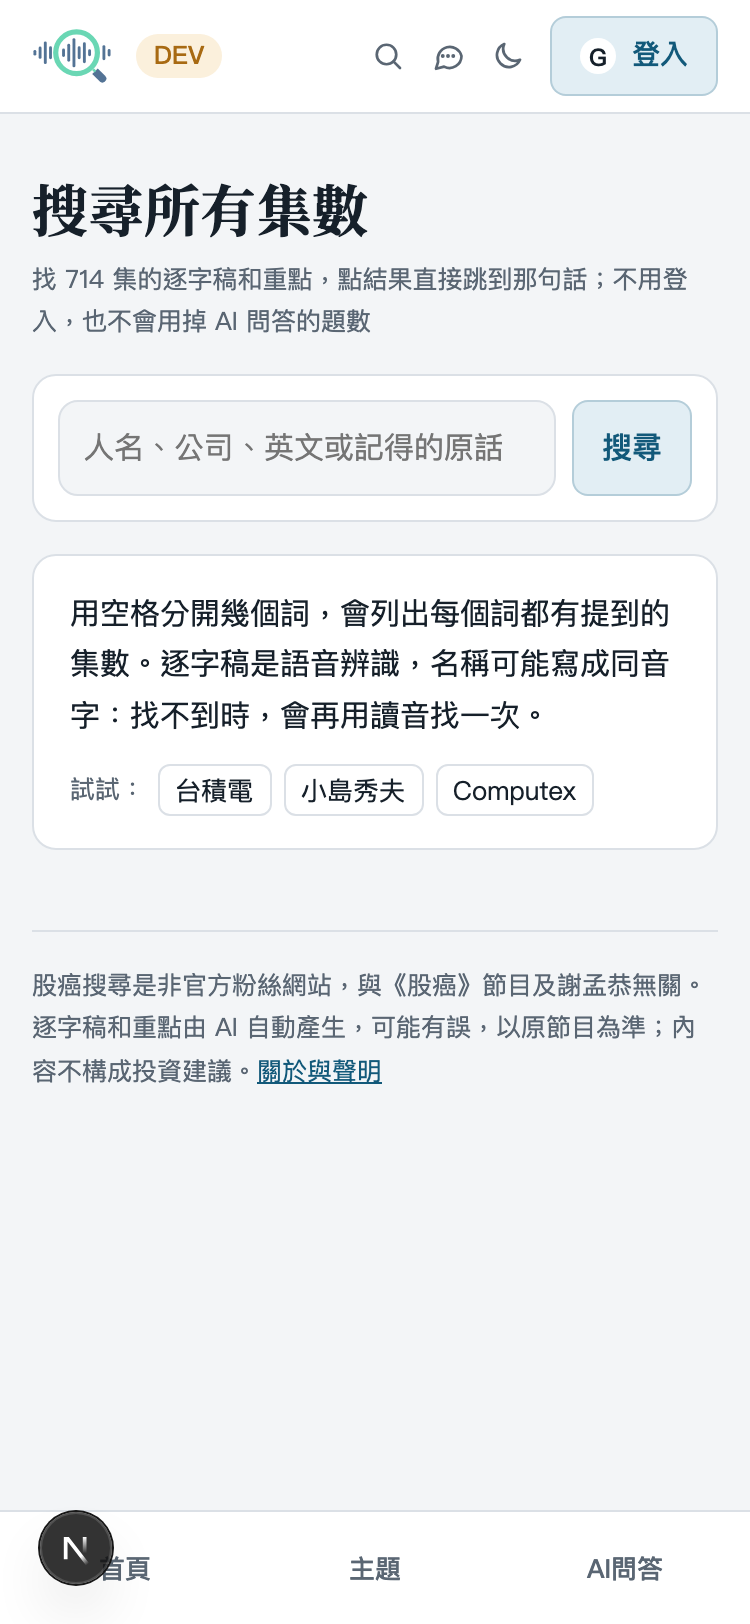 DEV
G 登入
搜尋所有集數
找 714 集的逐字稿和重點，點結果直接跳到那句話；不用登
入，也不會用掉 AI 問答的題數
人名、公司、英文或記得的原話
搜尋
用空格分開幾個詞，會列出每個詞都有提到的
集數。逐字稿是語音辨識，名稱可能寫成同音
字：找不到時，會再用讀音找一次。
試試： 台積電 小島秀夫 Computex
股癌搜尋是非官方粉絲網站，與《股癌》節目及謝孟恭無關。
逐字稿和重點由 AI 自動產生，可能有誤，以原節目為準；內
容不構成投資建議。關於與聲明
N 首頁 主題 AI問答